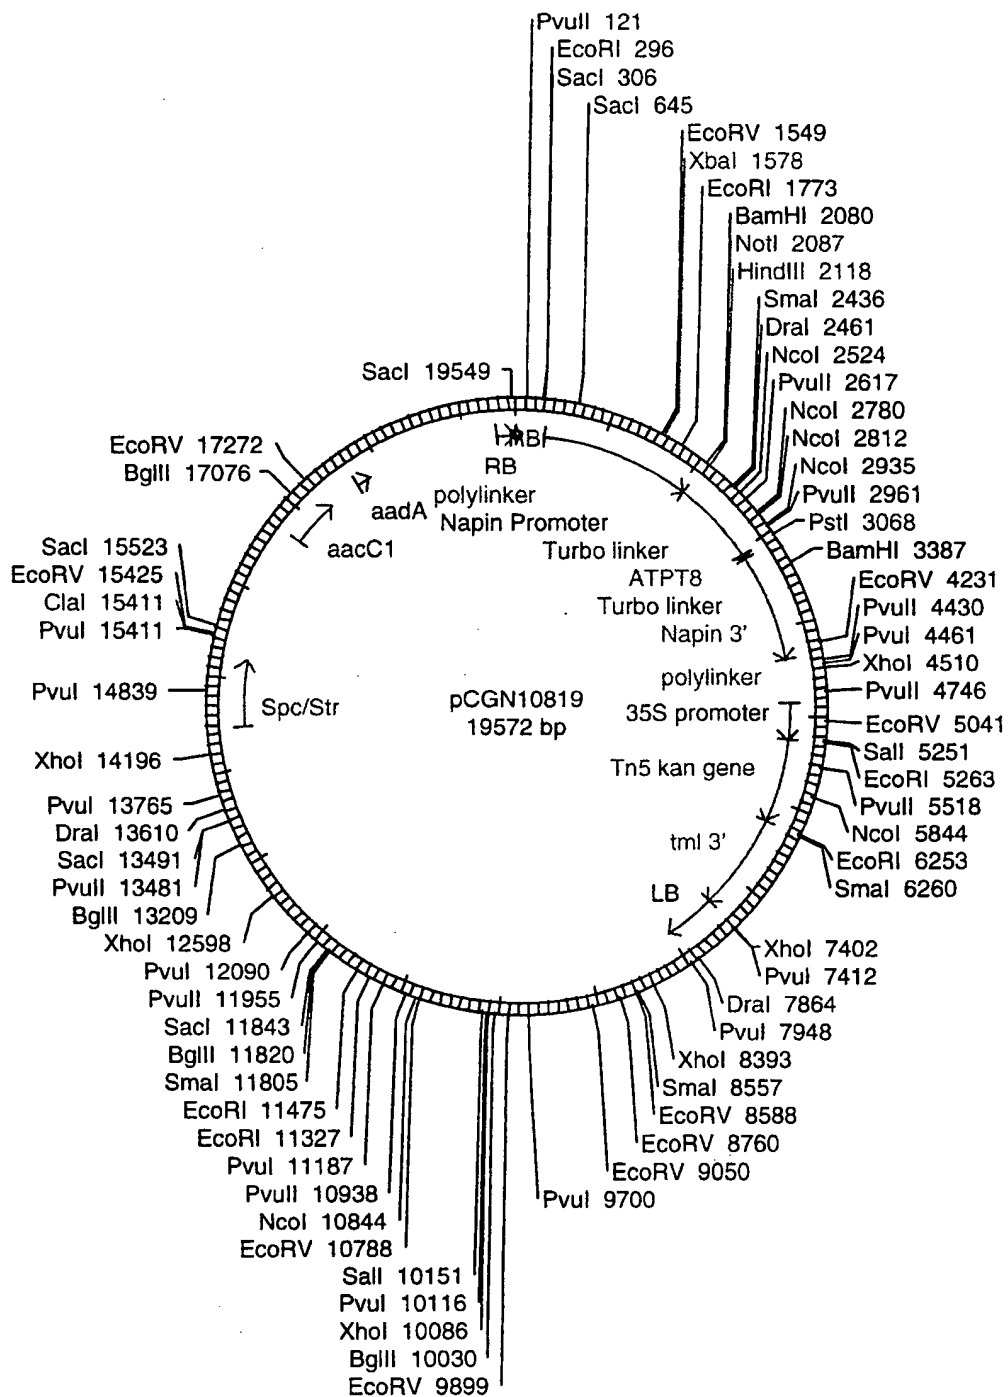 PvuII 121
EcoRI 296
SacI 306
SacI 645
EcoRV 1549
XbaI 1578
EcoRI 1773
BamHI 2080
NotI 2087
HindIII 2118
SmaI 2436
DraI 2461
NcoI 2524
PvuII 2617
NcoI 2780
NcoI 2812
NcoI 2935
PvuII 2961
PstI 3068
BamHI 3387
EcoRV 4231
PvuII 4430
PvuI 4461
XhoI 4510
PvuII 4746
EcoRV 5041
SalI 5251
EcoRI 5263
PvuII 5518
NcoI 5844
EcoRI 6253
SmaI 6260
XhoI 7402
PvuI 7412
DraI 7864
PvuI 7948
XhoI 8393
SmaI 8557
EcoRV 8588
EcoRV 8760
EcoRV 9050
PvuI 9700
SacI 19549
EcoRV 17272
BglII 17076
SacI 15523
EcoRV 15425
ClaI 15411
PvuI 15411
PvuI 14839
XhoI 14196
PvuI 13765
DraI 13610
SacI 13491
PvuII 13481
BglII 13209
XhoI 12598
PvuI 12090
PvuII 11955
SacI 11843
BglII 11820
SmaI 11805
EcoRI 11475
EcoRI 11327
PvuI 11187
PvuII 10938
NcoI 10844
EcoRV 10788
SalI 10151
PvuI 10116
XhoI 10086
BglII 10030
EcoRV 9899
RB
RB
polylinker
Napin Promoter
Turbo linker
ATPT8
Turbo linker
Napin 3'
polylinker
35S promoter
Tn5 kan gene
tml 3'
LB
aadA
aacC1
Spc/Str
pCGN10819
19572 bp